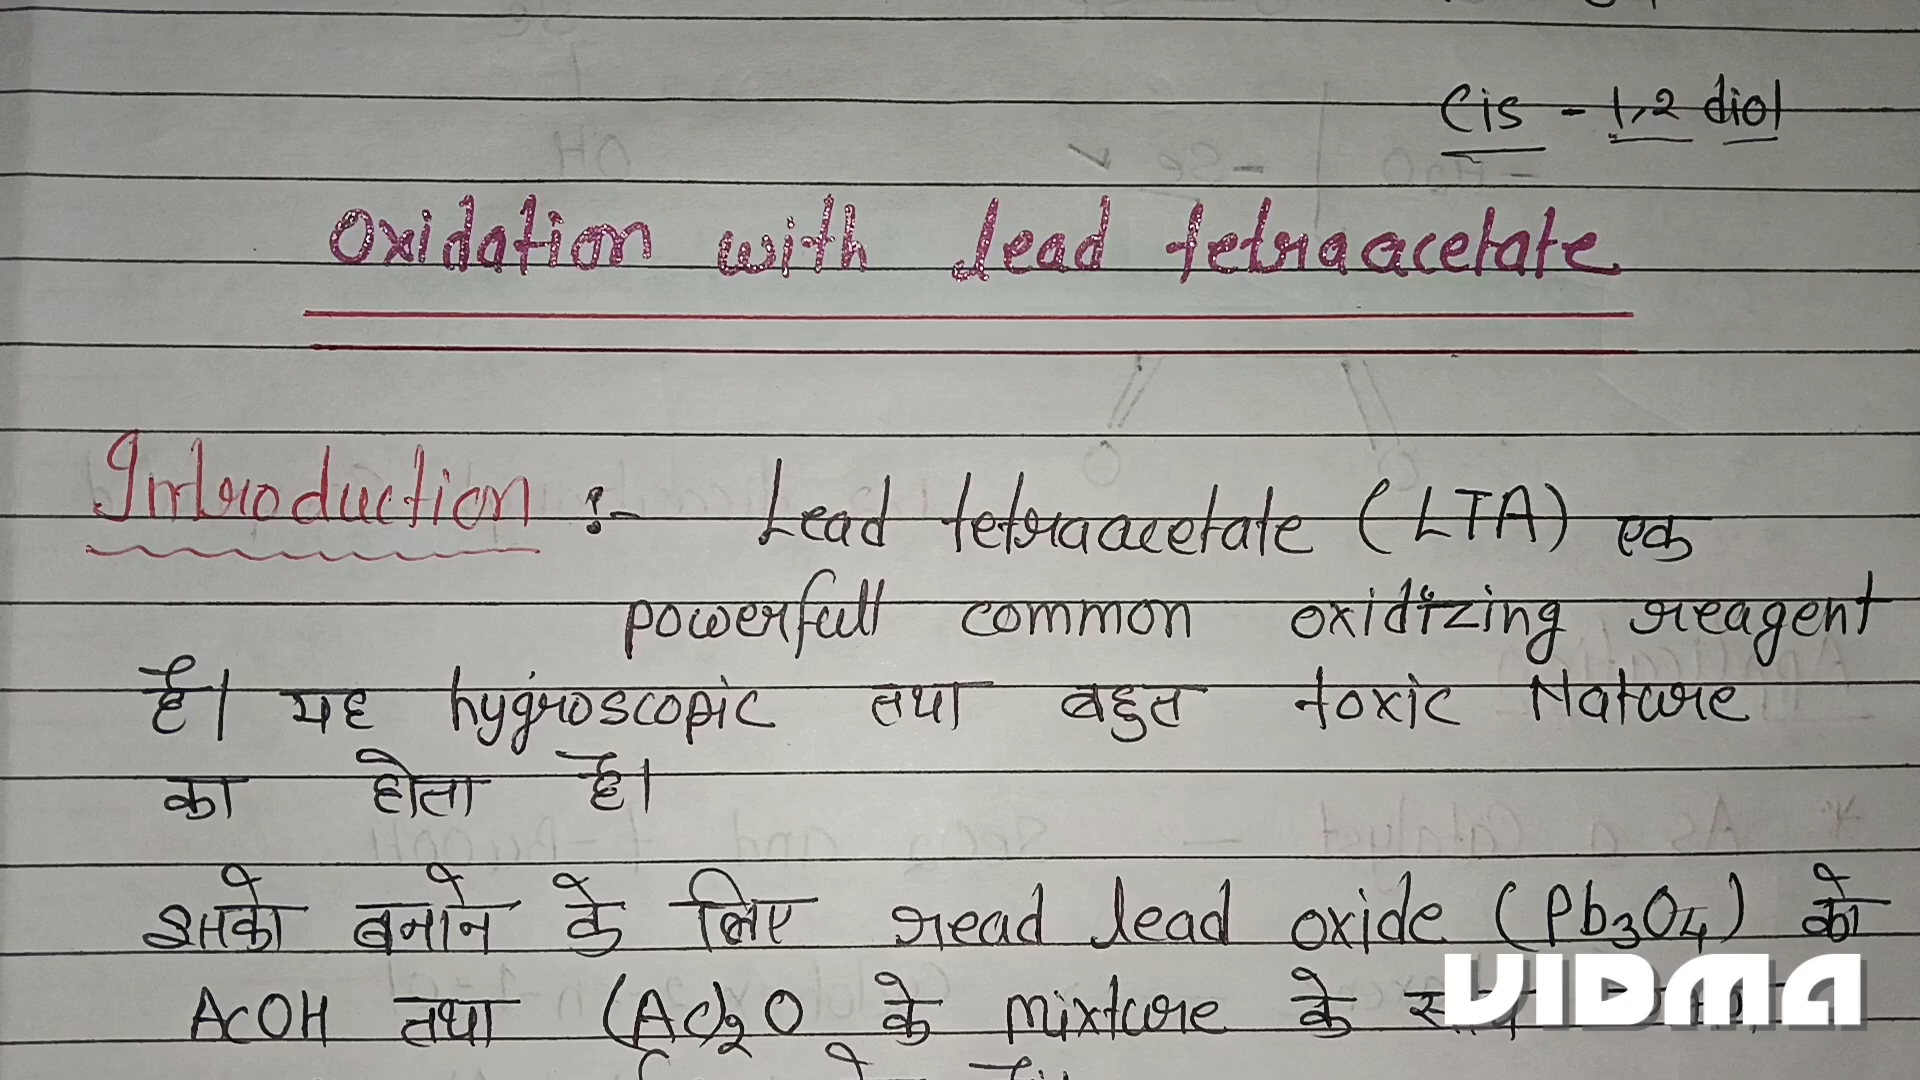 Cis - 1,2 diol
Oxidation with lead tetraacetate
Introduction :- Lead tetraacetate (LTA) एक
powerfull common oxidizing reagent
है। यह hygroscopic तथा बहुत toxic Nature
का होता है।
इसको बनाने के लिए read lead oxide (Pb3O4) को
AcOH तथा (Ac)2O के mixture के साथ
VIDMA